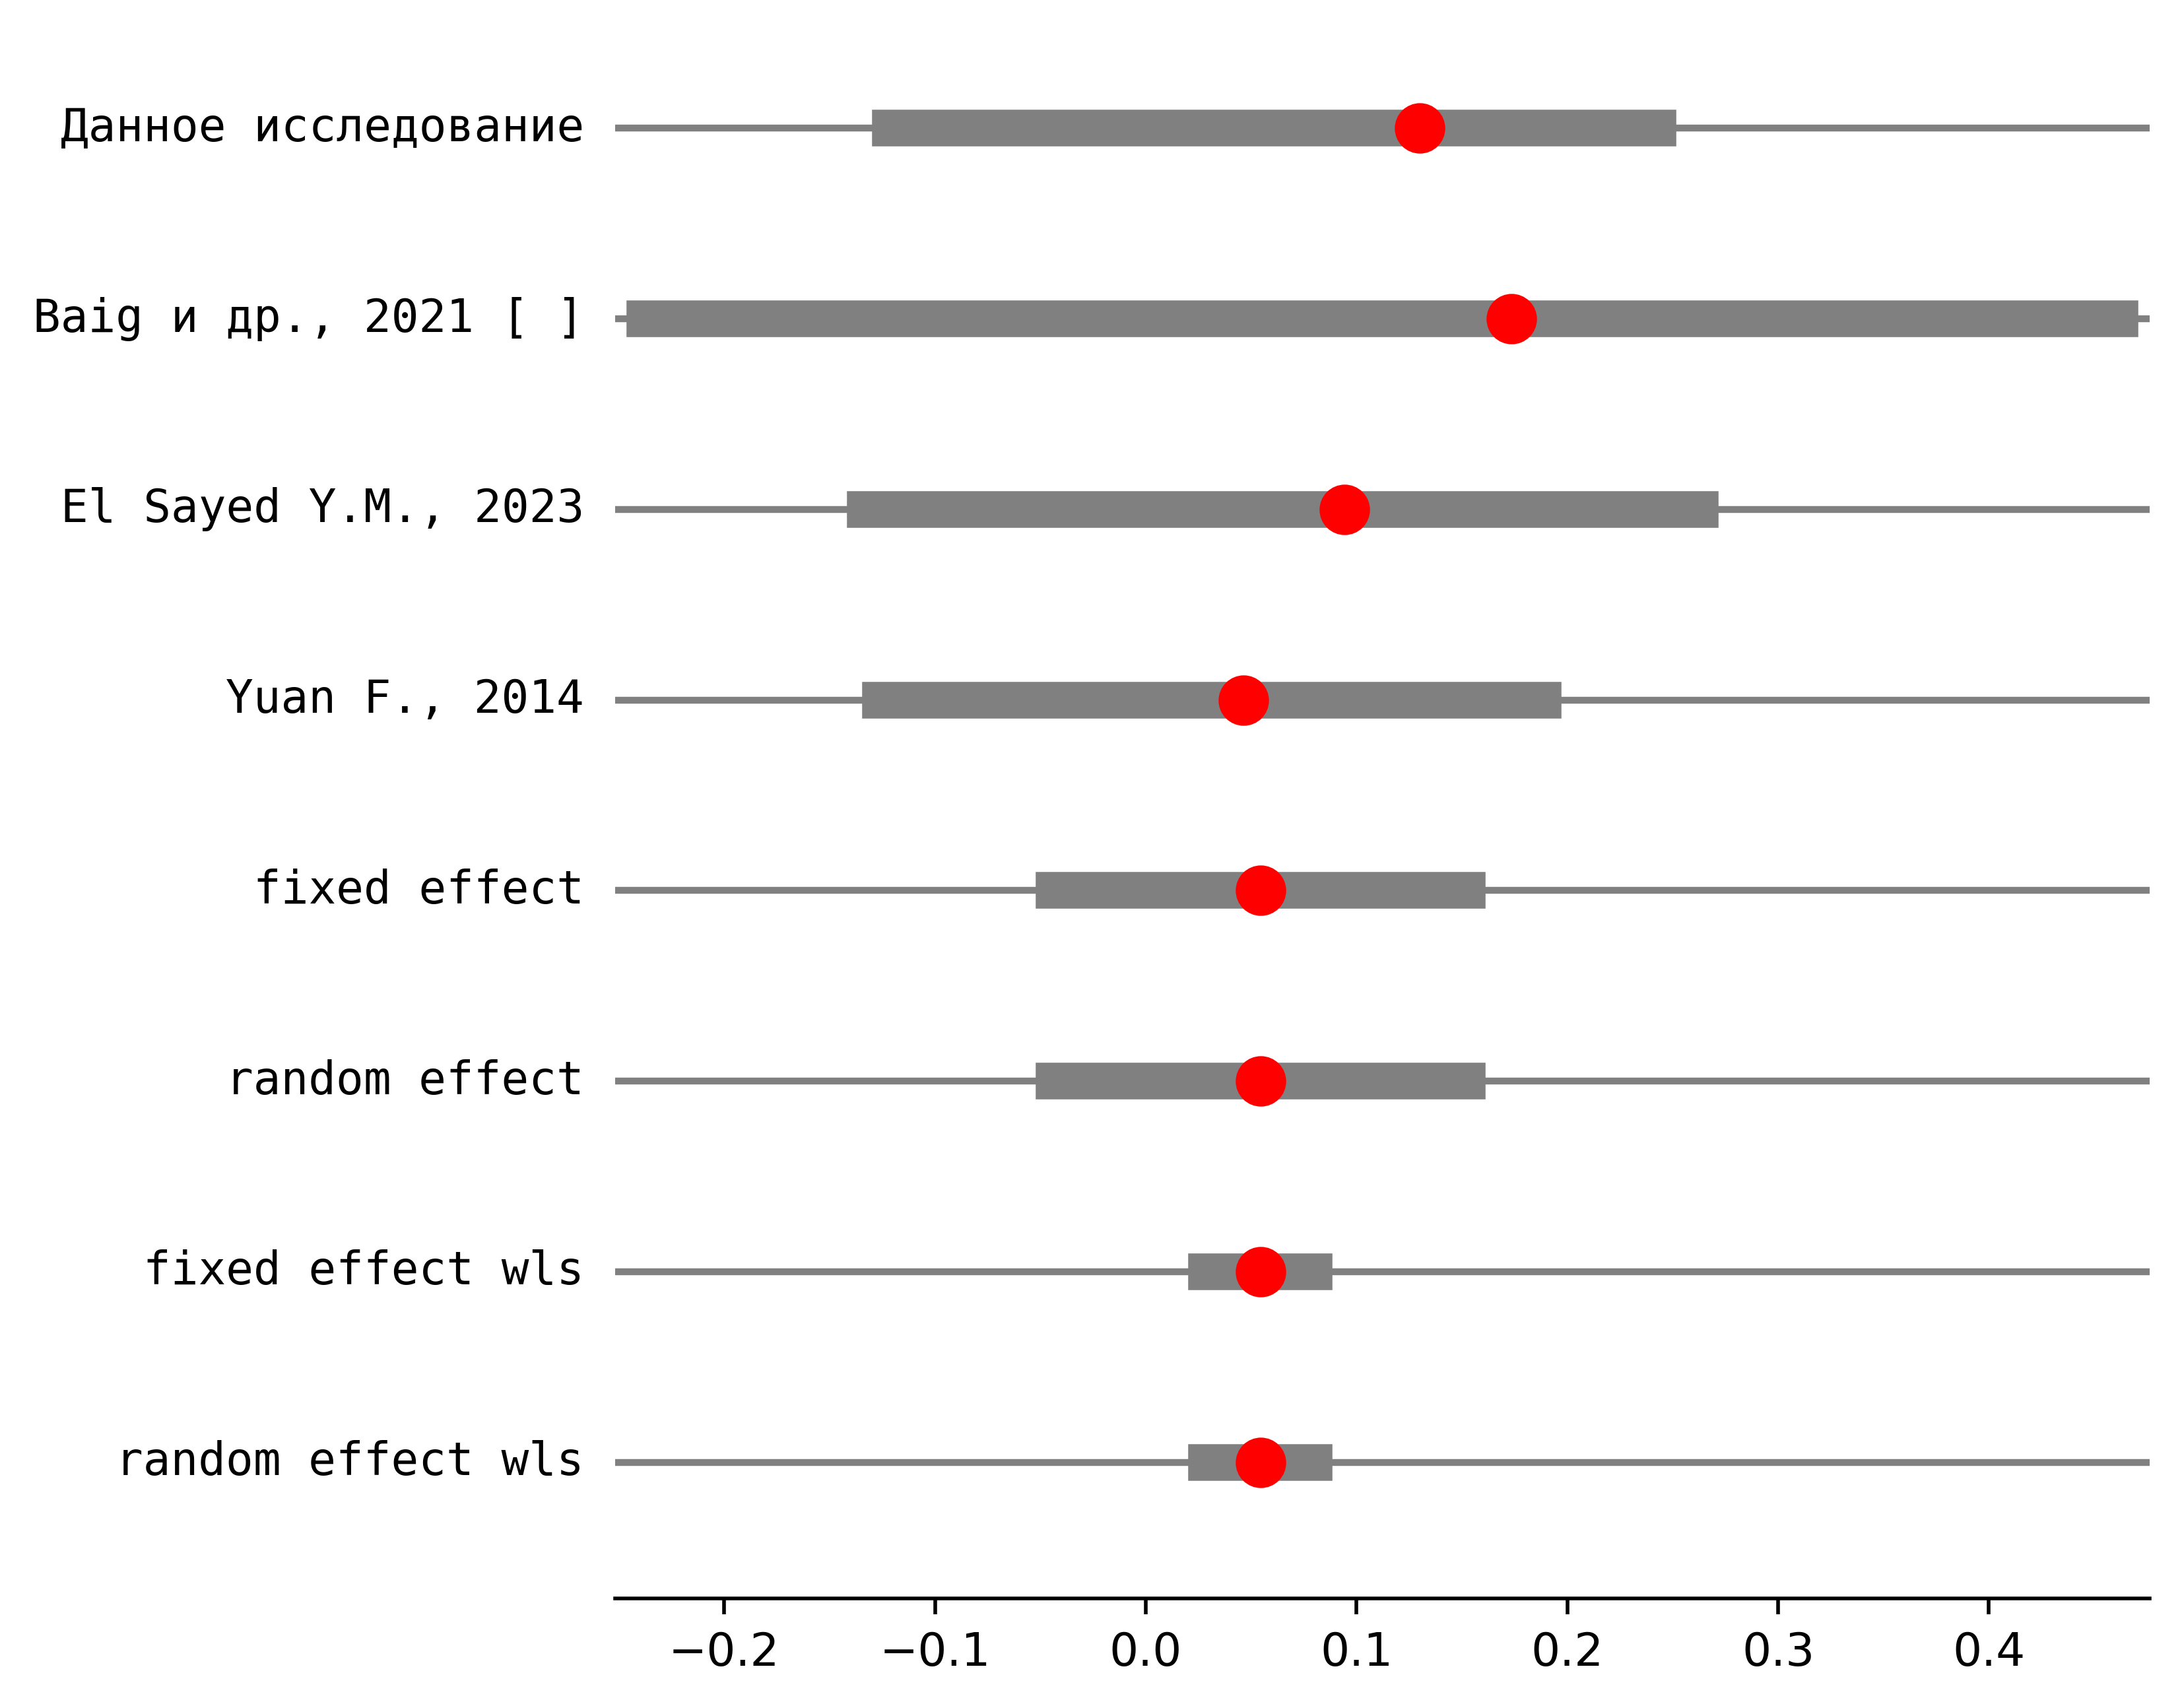 Данное исследование
Baig и др., 2021 [ ]
El Sayed Y.M., 2023
Yuan F., 2014
fixed effect
random effect
fixed effect wls
random effect wls
−0.2 −0.1 0.0 0.1 0.2 0.3 0.4